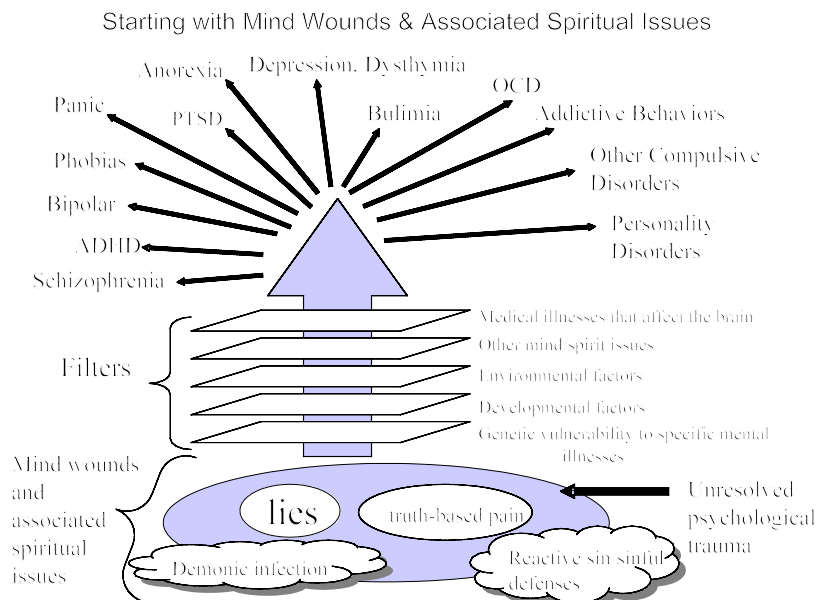 Starting with Mind Wounds & Associated Spiritual Issues
Anorexia
Depression, Dysthymia
OCD
Panic
PTSD
Bulimia
Addictive Behaviors
Phobias
Other Compulsive
Disorders
Bipolar
Personality
Disorders
ADHD
Schizophrenia
Filters
Medical illnesses that affect the brain
Other mind spirit issues
Environmental factors
Developmental factors
Genetic vulnerability to specific mental
illnesses
Mind wounds
and
associated
spiritual
issues
lies
truth-based pain
Unresolved
psychological
trauma
Demonic infection
Reactive sin sinful
defenses